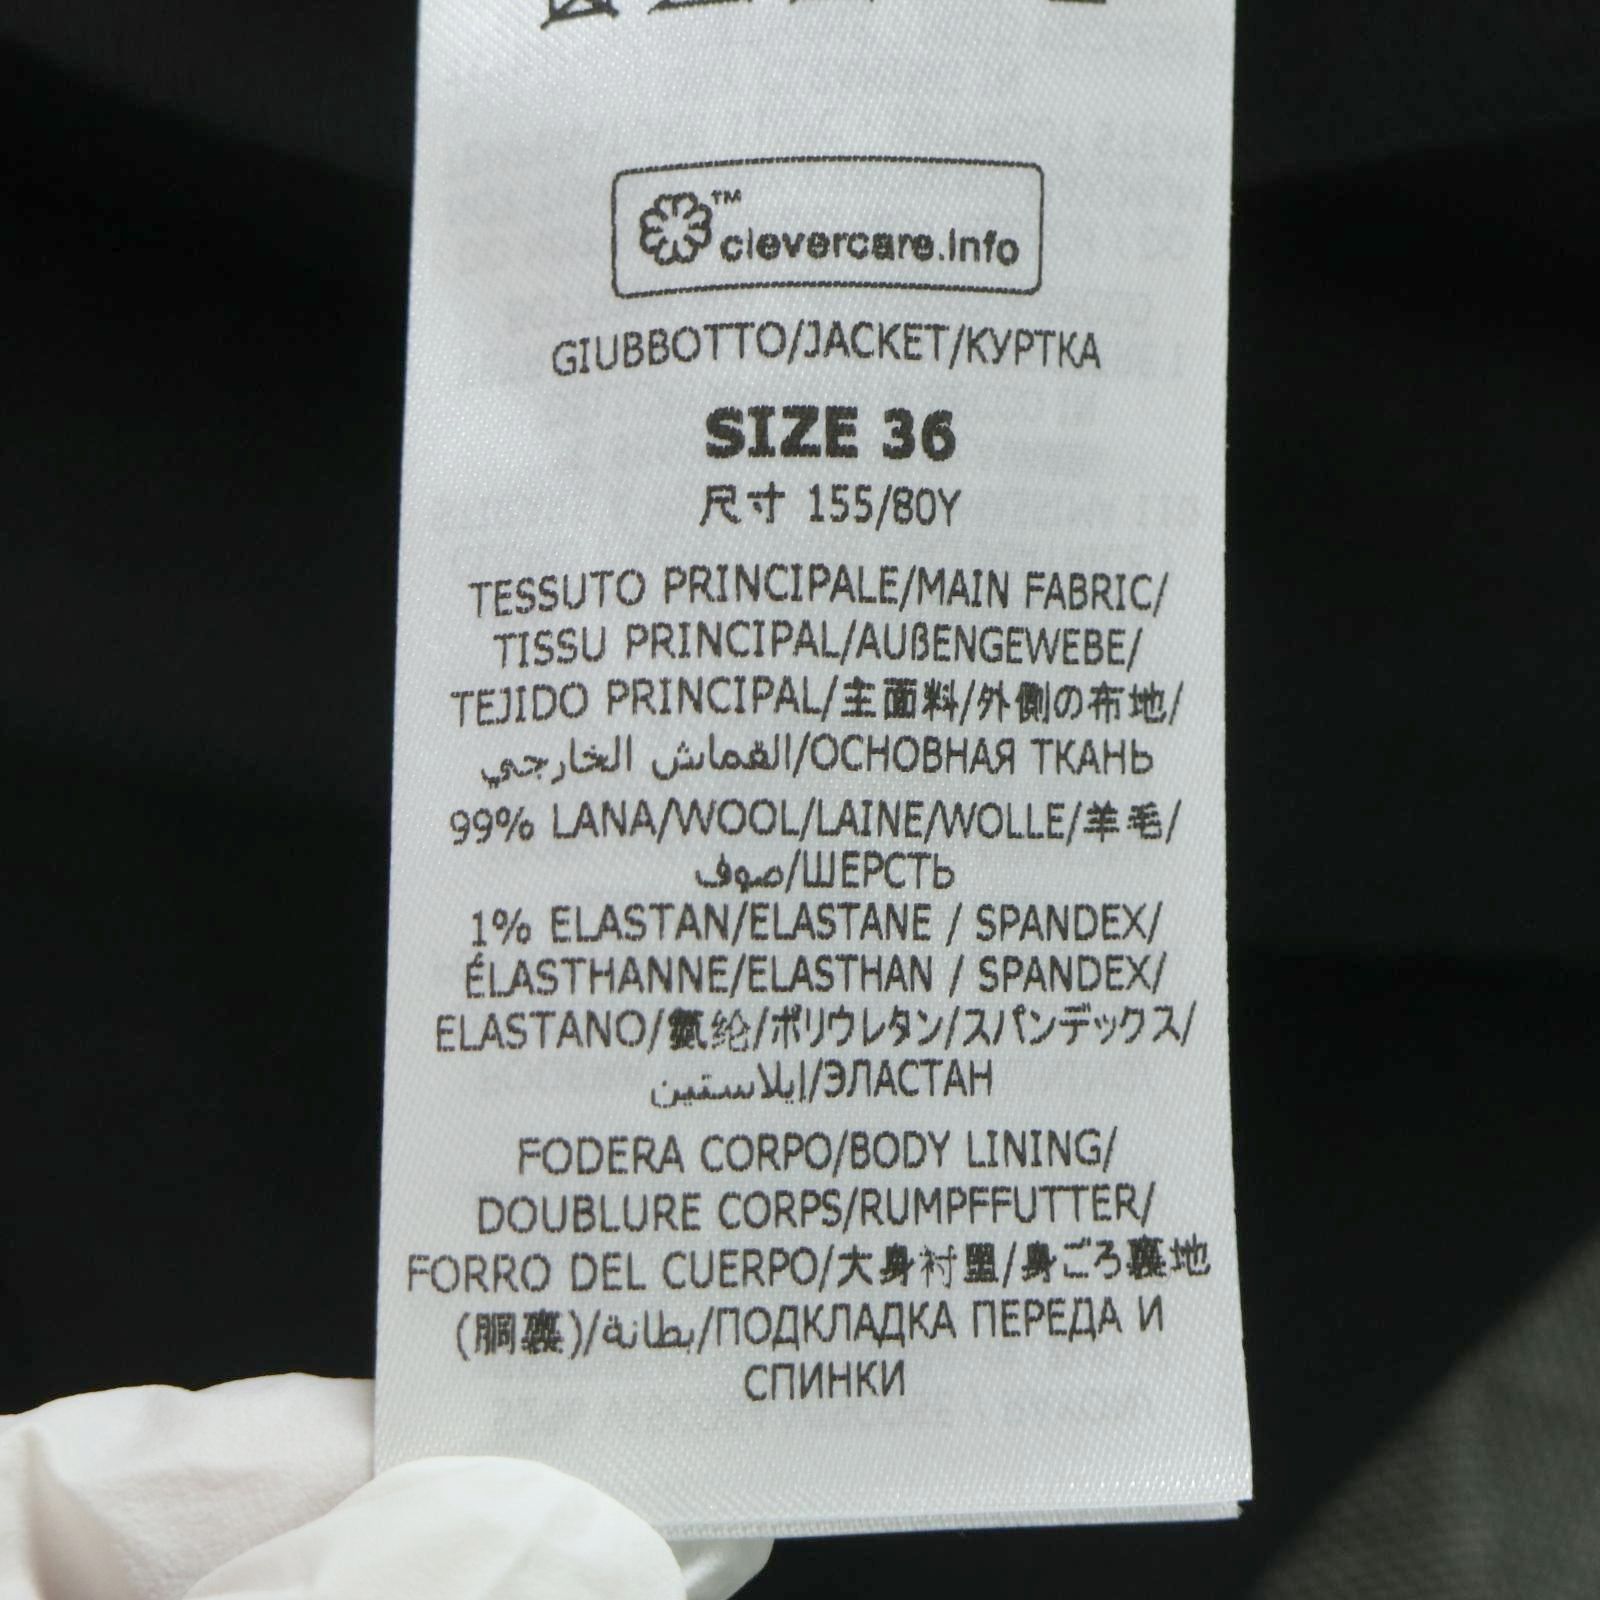 ™
clevercare.info
GIUBBOTTO/JACKET/КУРТКА
SIZE 36
尺寸 155/80Y
TESSUTO PRINCIPALE/MAIN FABRIC/
TISSU PRINCIPAL/AUßENGEWEBE/
TEJIDO PRINCIPAL/主面料/外側の布地/
القماش الخارجي/ОСНОВНАЯ ТКАНЬ
99% LANA/WOOL/LAINE/WOLLE/羊毛/
صوف/ШЕРСТЬ
1% ELASTAN/ELASTANE / SPANDEX/
ÉLASTHANNE/ELASTHAN / SPANDEX/
ELASTANO/氨纶/ポリウレタン/スパンデックス/
إيلاستين/ЭЛАСТАН
FODERA CORPO/BODY LINING/
DOUBLURE CORPS/RUMPFFUTTER/
FORRO DEL CUERPO/大身衬里/身ごろ裏地
(胴裏)/بطانة/ПОДКЛАДКА ПЕРЕДА И
СПИНКИ